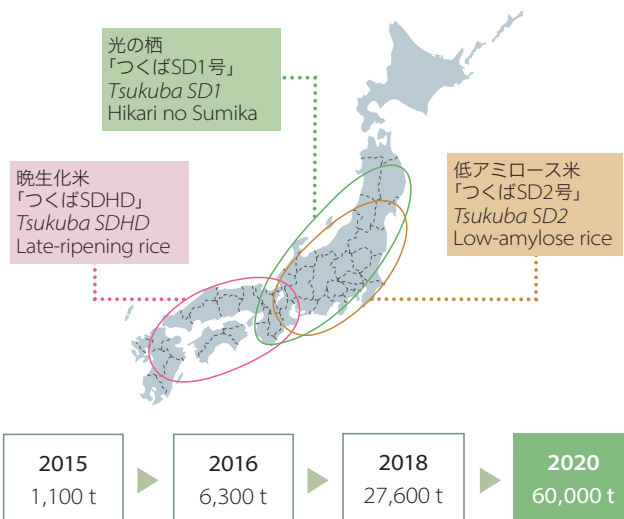 光の栖
「つくばSD1号」
Tsukuba SD1
Hikari no Sumika
晩生化米
「つくばSDHD」
Tsukuba SDHD
Late-ripening rice
低アミロース米
「つくばSD2号」
Tsukuba SD2
Low-amylose rice
2015
1,100 t
2016
6,300 t
2018
27,600 t
2020
60,000 t